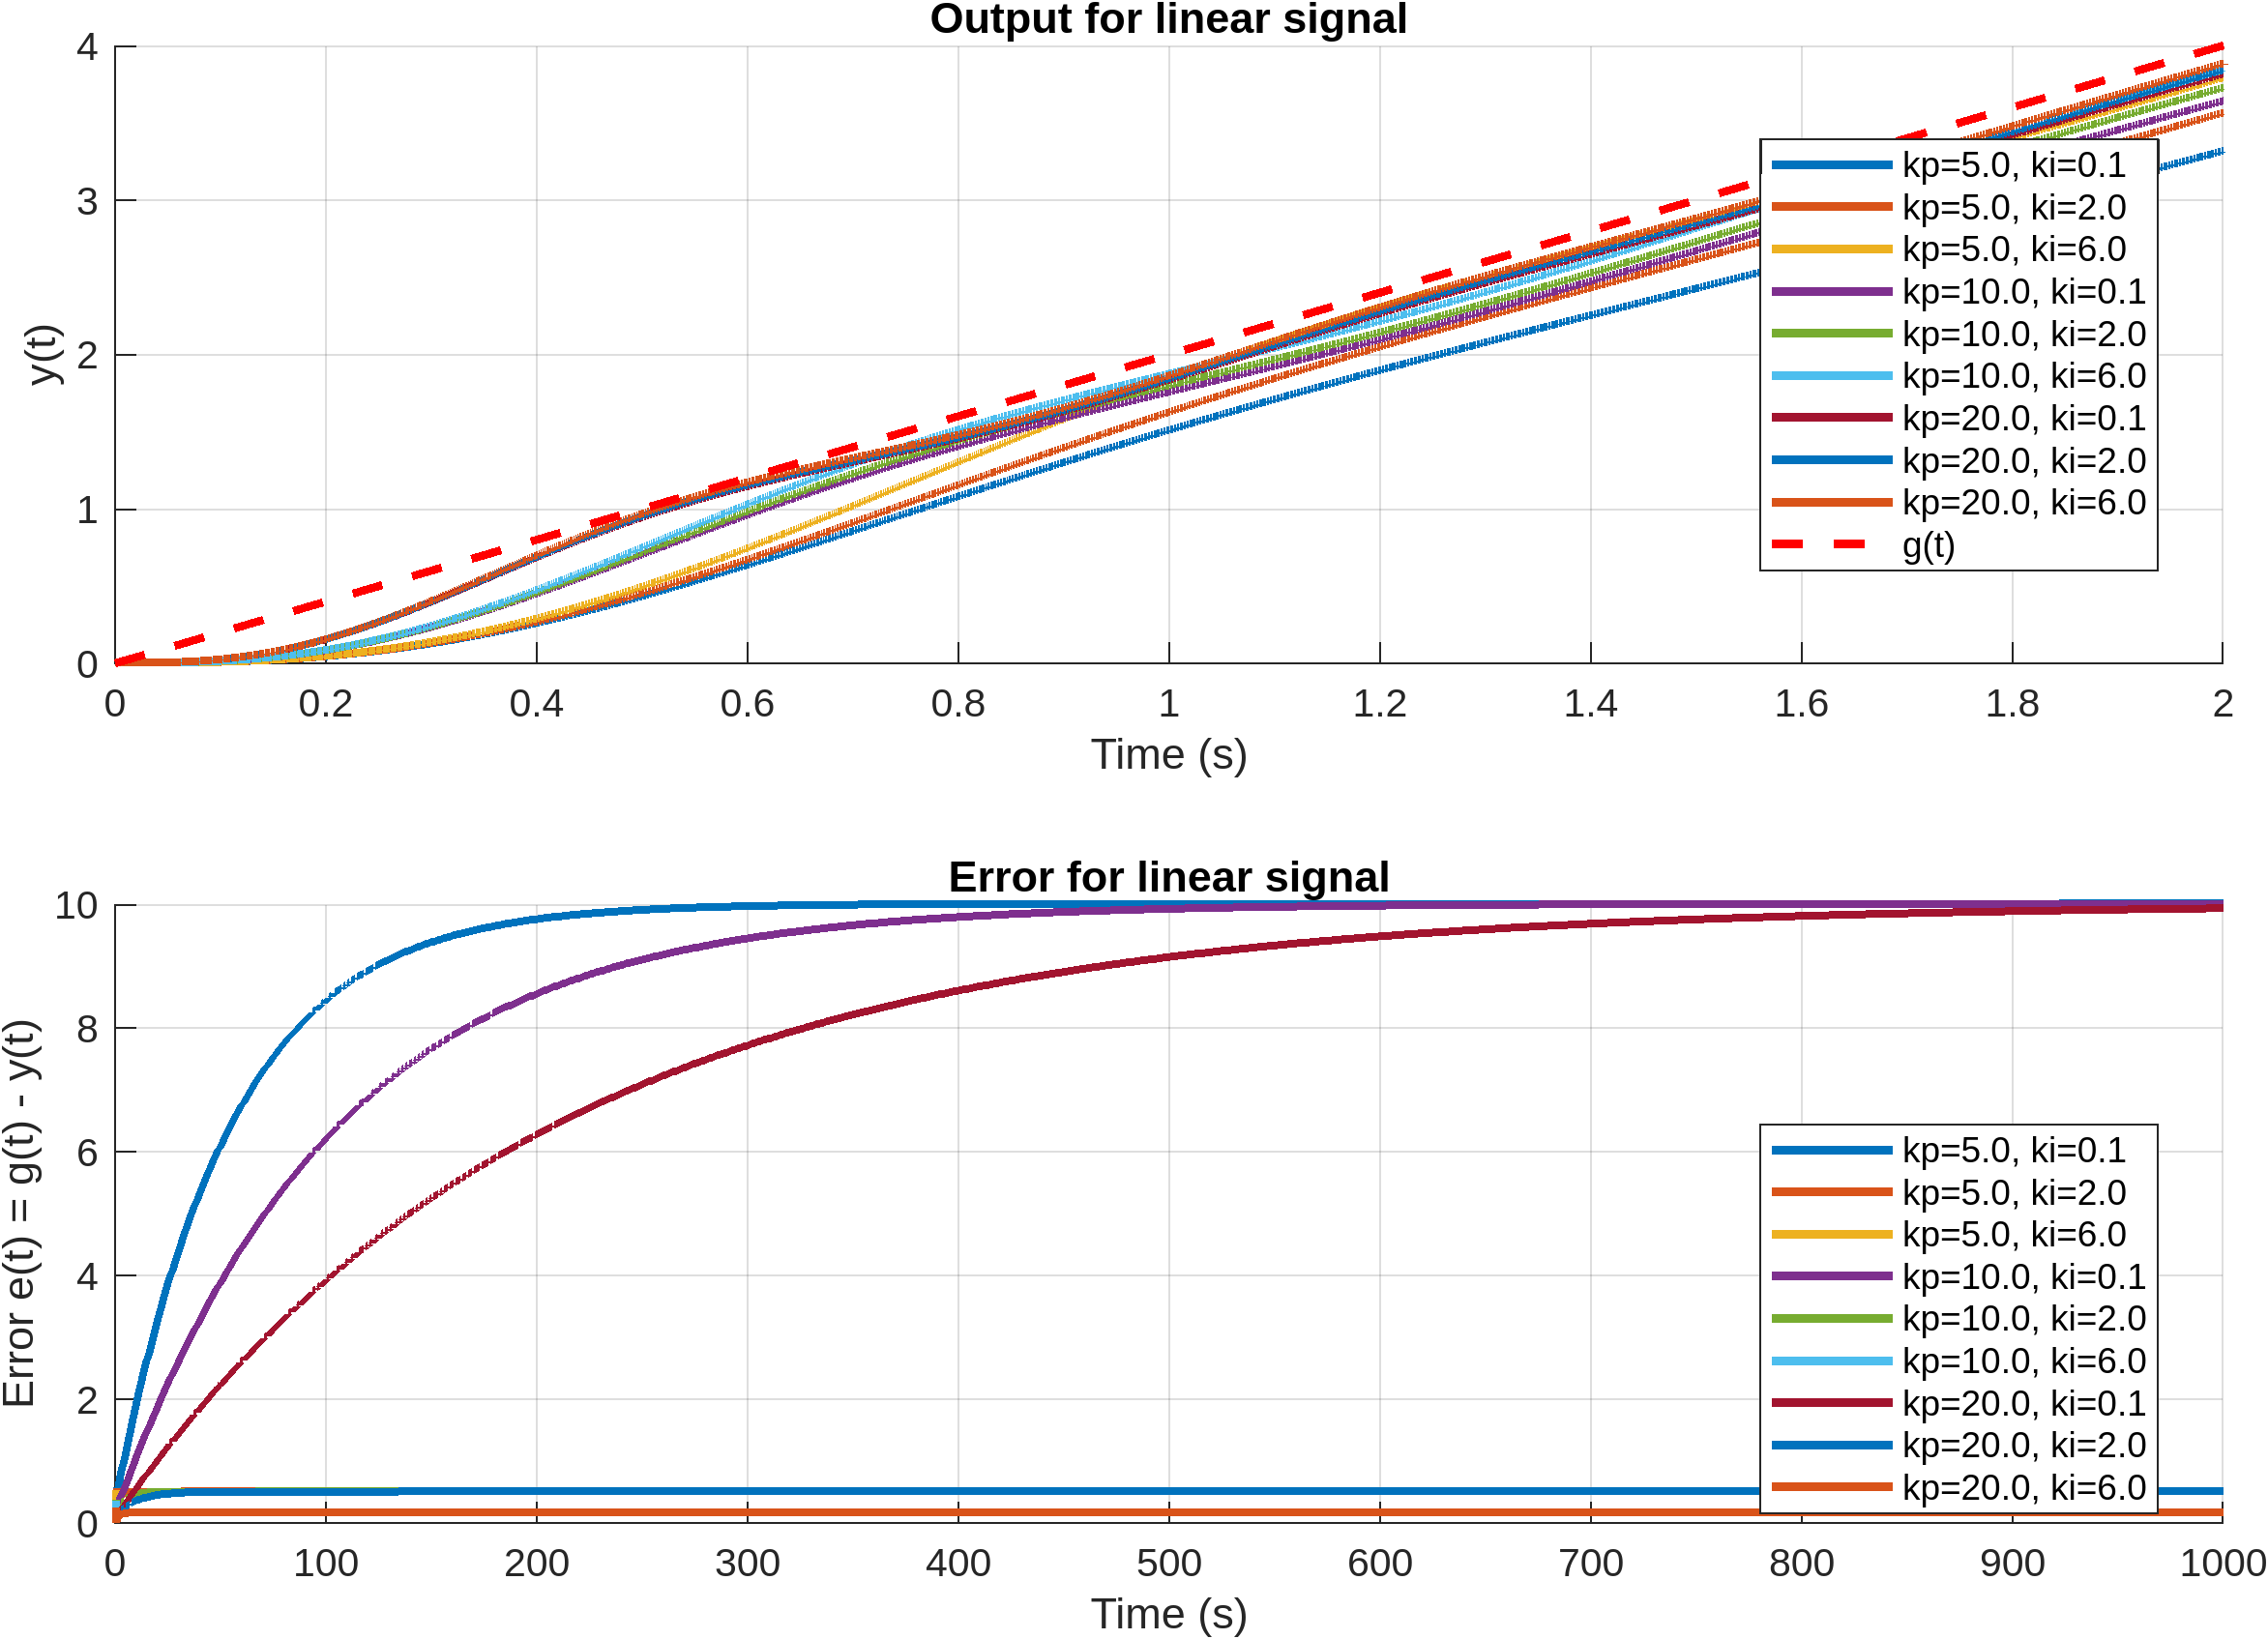 Output for linear signal
4
3
2
1
0
y(t)
0 0.2 0.4 0.6 0.8 1 1.2 1.4 1.6 1.8 2
Time (s)
kp=5.0, ki=0.1
kp=5.0, ki=2.0
kp=5.0, ki=6.0
kp=10.0, ki=0.1
kp=10.0, ki=2.0
kp=10.0, ki=6.0
kp=20.0, ki=0.1
kp=20.0, ki=2.0
kp=20.0, ki=6.0
g(t)
Error for linear signal
10
8
6
4
2
0
Error e(t) = g(t) - y(t)
0 100 200 300 400 500 600 700 800 900 1000
Time (s)
kp=5.0, ki=0.1
kp=5.0, ki=2.0
kp=5.0, ki=6.0
kp=10.0, ki=0.1
kp=10.0, ki=2.0
kp=10.0, ki=6.0
kp=20.0, ki=0.1
kp=20.0, ki=2.0
kp=20.0, ki=6.0